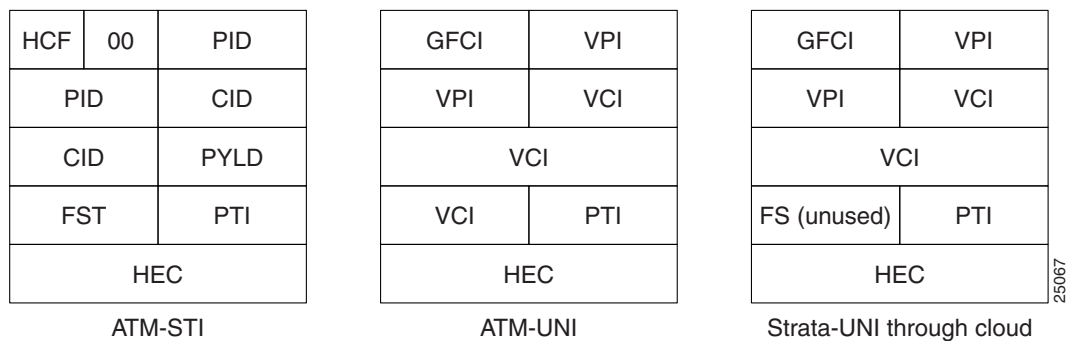 HCF 00 PID
PID CID
CID PYLD
FST PTI
HEC
ATM-STI
GFCI VPI
VPI VCI
VCI
VCI PTI
HEC
ATM-UNI
GFCI VPI
VPI VCI
VCI
FS (unused) PTI
HEC
Strata-UNI through cloud
25067